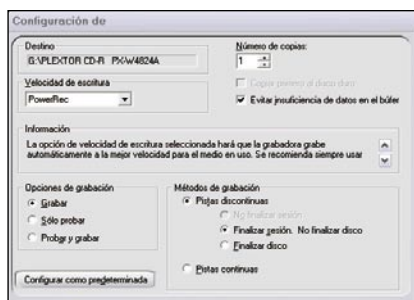 Configuración de
Destino
G:\PLEXTOR CD-R PX-W4824A
Número de copias:
1
Copiar primero al disco duro
Velocidad de escritura
PowerRec
Evitar insuficiencia de datos en el búfer
Información
La opción de velocidad de escritura seleccionada hará que la grabadora grabe
automáticamente a la mejor velocidad para el medio en uso. Se recomienda siempre usar
Opciones de grabación
Grabar
Sólo probar
Probar y grabar
Métodos de grabación
Pistas discontinuas
No finalizar sesión
Finalizar sesión. No finalizar disco
Finalizar disco
Pistas continuas
Configurar como predeterminada